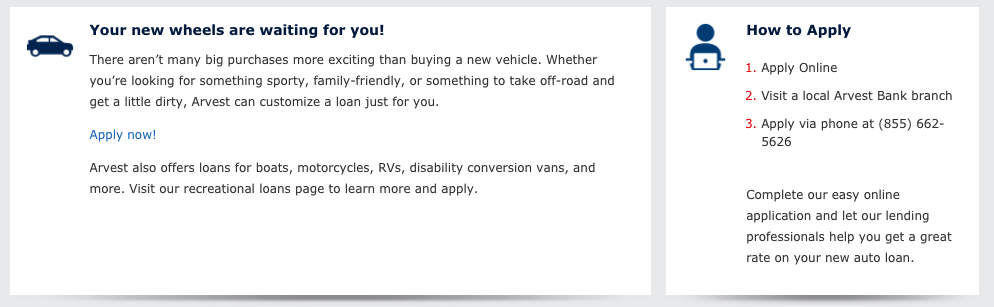 Your new wheels are waiting for you!
There aren’t many big purchases more exciting than buying a new vehicle. Whether
you’re looking for something sporty, family-friendly, or something to take off-road and
get a little dirty, Arvest can customize a loan just for you.
Apply now!
Arvest also offers loans for boats, motorcycles, RVs, disability conversion vans, and
more. Visit our recreational loans page to learn more and apply.
How to Apply
1. Apply Online
2. Visit a local Arvest Bank branch
3. Apply via phone at (855) 662-
5626
Complete our easy online
application and let our lending
professionals help you get a great
rate on your new auto loan.